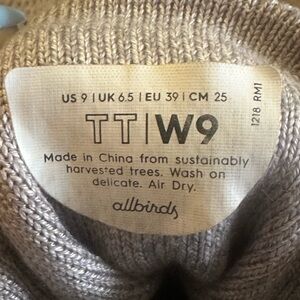 US 9 | UK 6.5 | EU 39 | CM 25
TT | W9
Made in China from sustainably
harvested trees. Wash on
delicate. Air Dry.
allbirds
1218 RM1